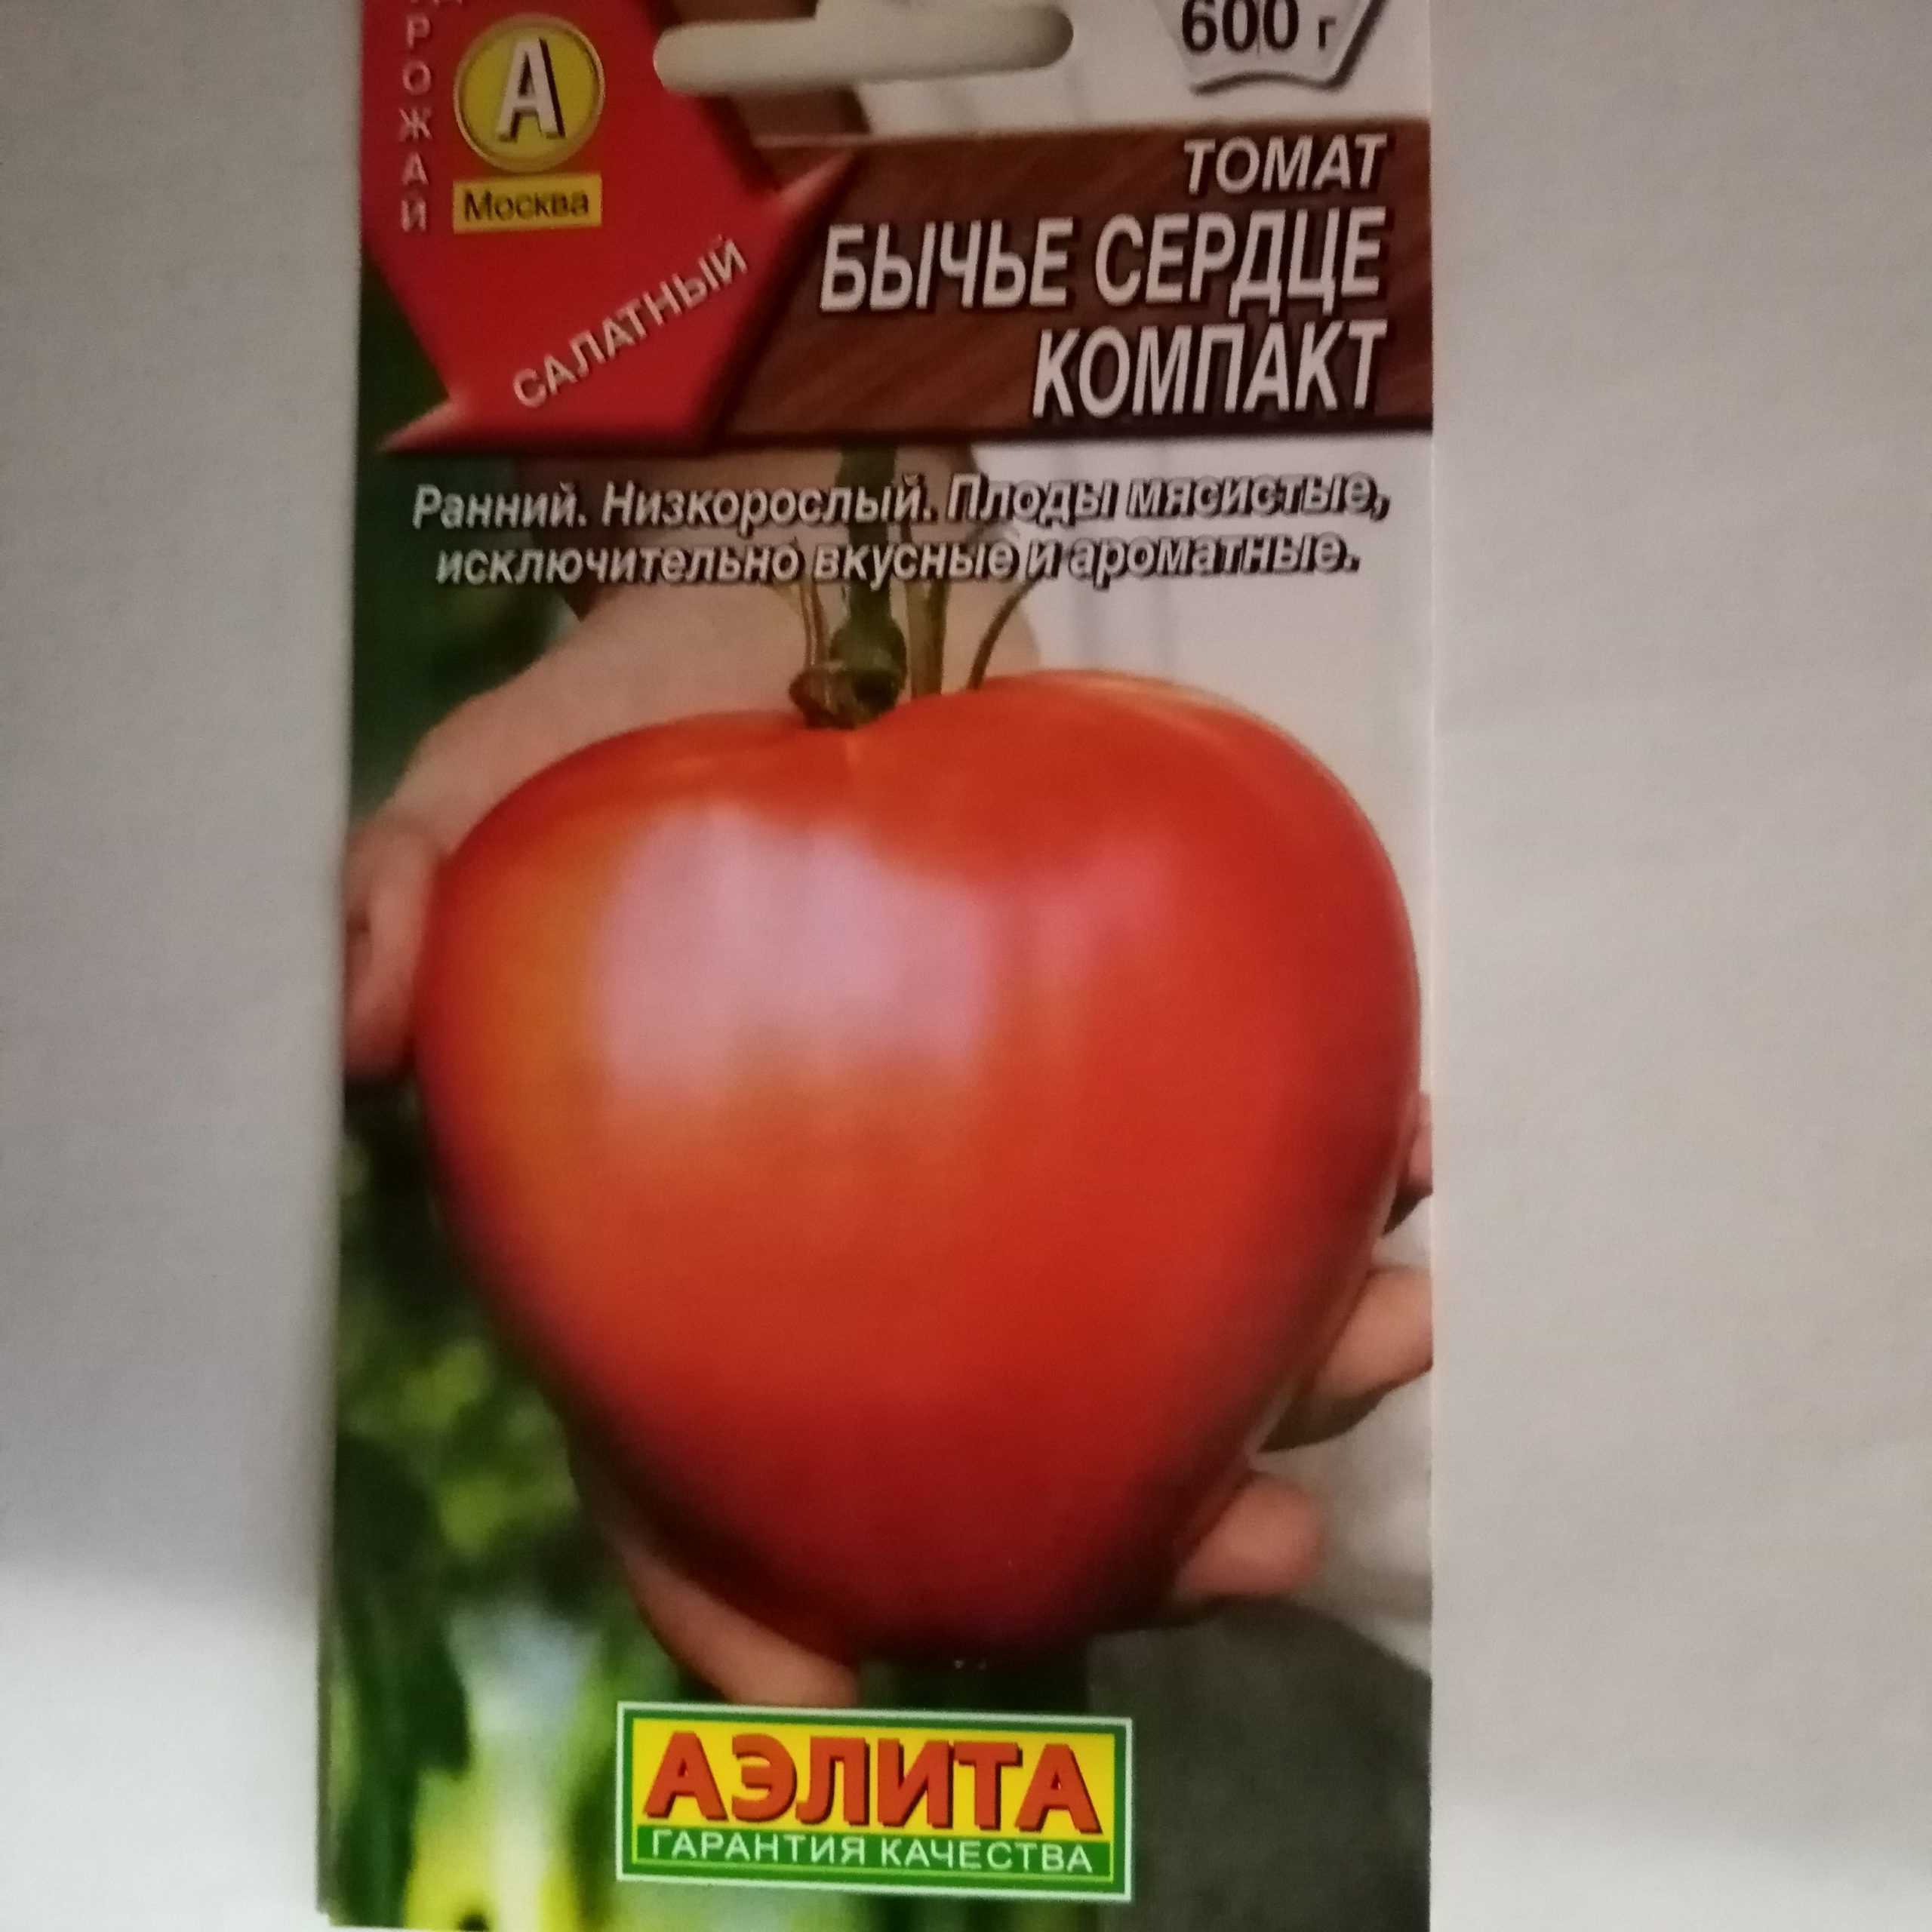 600 г
А
Москва
САЛАТНЫЙ
ТОМАТ
БЫЧЬЕ СЕРДЦЕ
КОМПАКТ
Ранний. Низкорослый. Плоды мясистые,
исключительно вкусные и ароматные.
АЭЛИТА
ГАРАНТИЯ КАЧЕСТВА